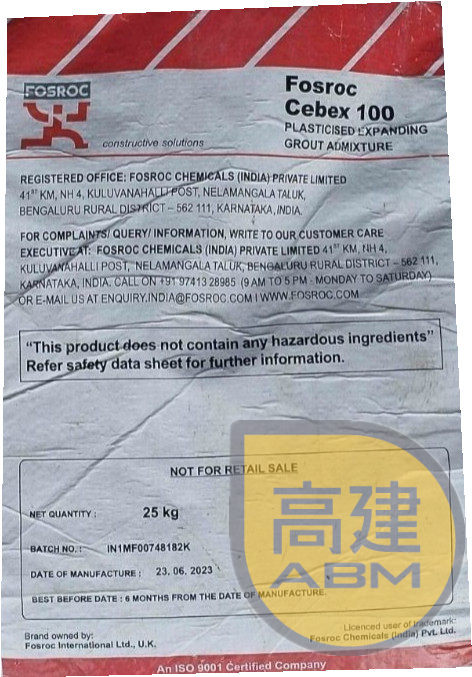 FOSROC
constructive solutions
Fosroc
Cebex 100
PLASTICISED EXPANDING
GROUT ADMIXTURE
REGISTERED OFFICE: FOSROC CHEMICALS (INDIA) PRIVATE LIMITED
41ST KM, NH 4, KULUVANAHALLI POST, NELAMANGALA TALUK,
BENGALURU RURAL DISTRICT – 562 111, KARNATAKA, INDIA.
FOR COMPLAINTS/ QUERY/ INFORMATION, WRITE TO OUR CUSTOMER CARE
EXECUTIVE AT: FOSROC CHEMICALS (INDIA) PRIVATE LIMITED 41ST KM, NH 4,
KULUVANAHALLI POST, NELAMANGALA TALUK, BENGALURU RURAL DISTRICT – 562 111,
KARNATAKA, INDIA. CALL ON +91 97413 28985 (9 AM TO 5 PM - MONDAY TO SATURDAY)
OR E-MAIL US AT ENQUIRY.INDIA@FOSROC.COM I WWW.FOSROC.COM
"This product does not contain any hazardous ingredients"
Refer safety data sheet for further information.
NOT FOR RETAIL SALE
NET QUANTITY : 25 kg
BATCH NO. : IN1MF00748182K
DATE OF MANUFACTURE : 23. 06. 2023
BEST BEFORE DATE : 6 MONTHS FROM THE DATE OF MANUFACTURE.
高建
ABM
Brand owned by:
Fosroc International Ltd., U.K.
Licenced user of trademark:
Fosroc Chemicals (India) Pvt. Ltd.
An ISO 9001 Certified Company